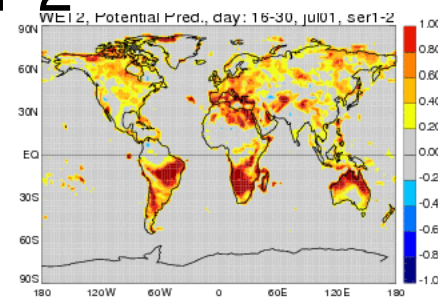 WET2, Potential Pred., day: 16-30, jul01, ser1-2
90N
60N
30N
EQ
30S
60S
90S
180 120W 60W 0 60E 120E 180
1.00
0.80
0.60
0.40
0.20
0.00
-0.2
-0.4
-0.6
-0.8
-1.0